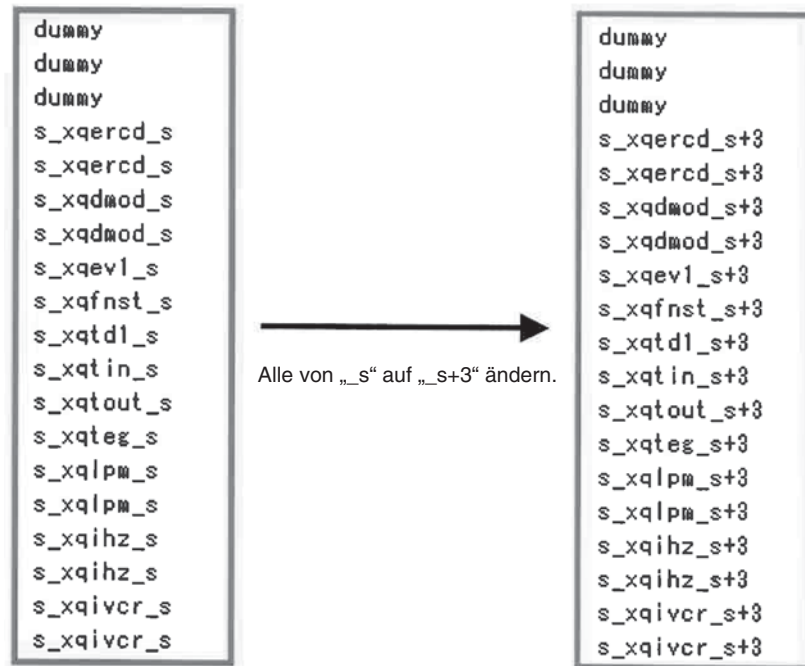 dummy
dummy
dummy
s_xqercd_s
s_xqercd_s
s_xqdmod_s
s_xqdmod_s
s_xqev1_s
s_xqfnst_s
s_xqtd1_s
s_xqtin_s
s_xqtout_s
s_xqteg_s
s_xqlpm_s
s_xqlpm_s
s_xqihz_s
s_xqihz_s
s_xqivcr_s
s_xqivcr_s
Alle von „_s“ auf „_s+3“ ändern.
dummy
dummy
dummy
s_xqercd_s+3
s_xqercd_s+3
s_xqdmod_s+3
s_xqdmod_s+3
s_xqev1_s+3
s_xqfnst_s+3
s_xqtd1_s+3
s_xqtin_s+3
s_xqtout_s+3
s_xqteg_s+3
s_xqlpm_s+3
s_xqlpm_s+3
s_xqihz_s+3
s_xqihz_s+3
s_xqivcr_s+3
s_xqivcr_s+3